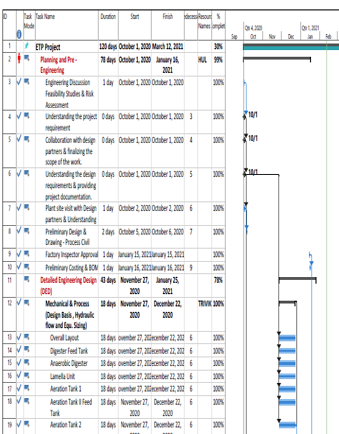 ID Task Mode Task Name Duration Start Finish Resource Names % Complete
Qtr 4, 2020 Qtr 1, 2021
Sep Oct Nov Dec Jan Feb
1 ETP Project 120 days October 1, 2020 March 12, 2021 30%
2 Planning and Pre - Engineering 78 days October 1, 2020 January 16, 2021 HUL 99%
3 Engineering Discussion Feasibility Studies & Risk Assessment 1 day October 1, 2020 October 1, 2020 100%
4 Understanding the project requirement 0 days October 1, 2020 October 1, 2020 3 100% 10/1
5 Collaboration with design partners & finalizing the scope of the work. 0 days October 1, 2020 October 1, 2020 4 100% 10/1
6 Understanding the design requirements & providing project documentation. 0 days October 1, 2020 October 1, 2020 5 100% 10/1
7 Plant site visit with Design partners & Understanding 1 day October 2, 2020 October 2, 2020 6 100%
8 Preliminary Design & Drawing - Process Civil 2 days October 5, 2020 October 6, 2020 7 100%
9 Factory Inspector Approval 1 day January 15, 2021 January 15, 2021 100%
10 Preliminary Costing & BOM 1 day January 16, 2021 January 16, 2021 9 100%
11 Detailed Engineering Design (DED) 43 days November 27, 2020 January 25, 2021 78%
12 Mechanical & Process (Design Basis, Hydraulic flow and Equ. Sizing) 18 days November 27, 2020 December 22, 2020 TRIVIK 100%
13 Overall Layout 18 days ovember 27, 202 ecember 22, 202 6 100%
14 Digester Feed Tank 18 days ovember 27, 202 ecember 22, 202 6 100%
15 Anaerobic Digester 18 days ovember 27, 202 ecember 22, 202 6 100%
16 Lamella Unit 18 days ovember 27, 202 ecember 22, 202 6 100%
17 Aeration Tank 1 18 days ovember 27, 202 ecember 22, 202 6 100%
18 Aeration Tank II Feed Tank 18 days November 27, 2020 December 22, 2020 6 100%
19 Aeration Tank 2 18 days November 27, 2020 December 22, 2020 6 100%